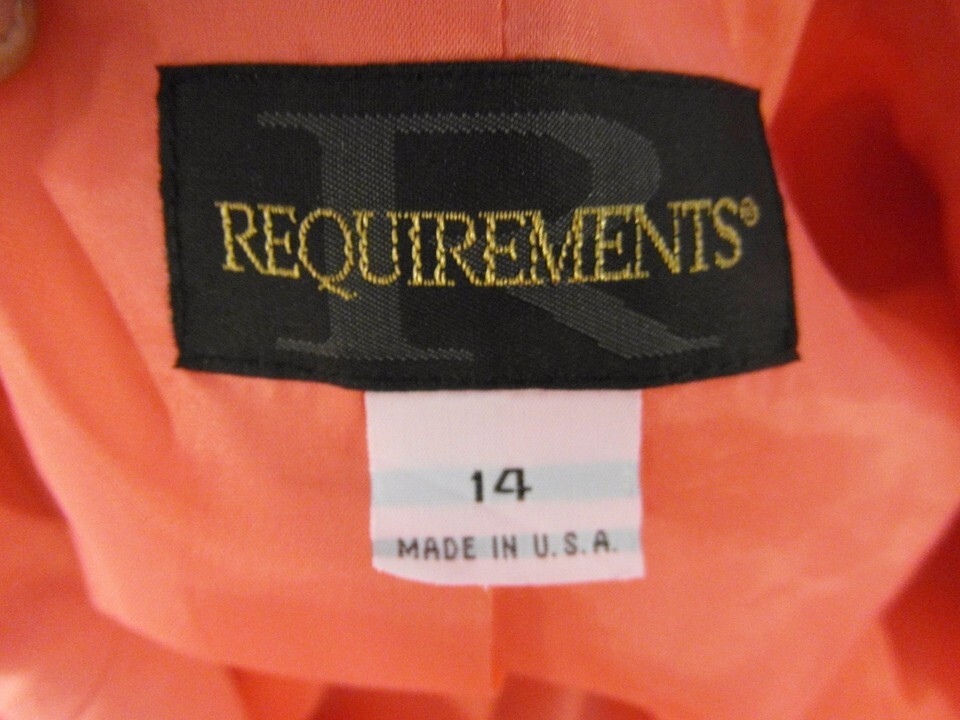 R
REQUIREMENTS®
14
MADE IN U.S.A.